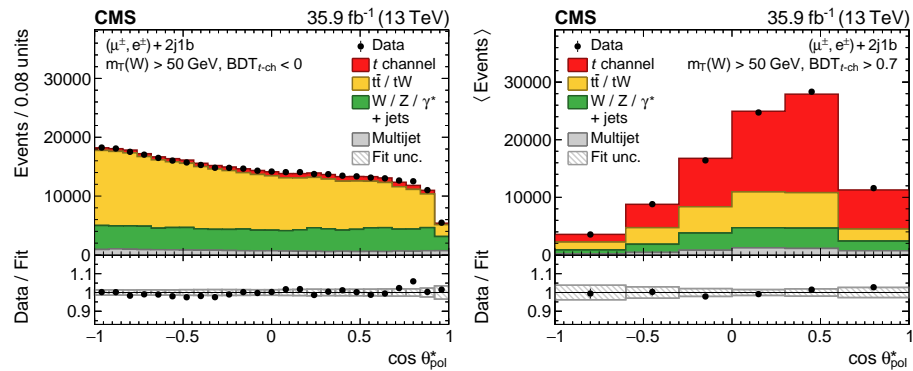 CMS 35.9 fb⁻¹ (13 TeV)
Events / 0.08 units
(μ±, e±) + 2j1b
m_T(W) > 50 GeV, BDT_t-ch < 0
Data
t channel
tt̄ / tW
W / Z / γ*
+ jets
Multijet
Fit unc.
30000
20000
10000
0
Data / Fit
1.1
1
0.9
−1 −0.5 0 0.5 1
cos θ*pol
CMS 35.9 fb⁻¹ (13 TeV)
⟨ Events ⟩
(μ±, e±) + 2j1b
m_T(W) > 50 GeV, BDT_t-ch > 0.7
Data
t channel
tt̄ / tW
W / Z / γ*
+ jets
Multijet
Fit unc.
30000
20000
10000
0
Data / Fit
1.1
1
0.9
−1 −0.5 0 0.5 1
cos θ*pol